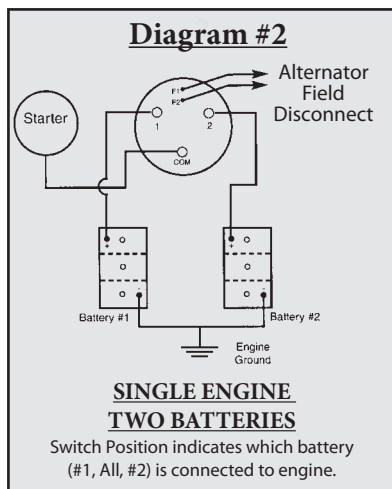 Diagram #2
Alternator
Field
Disconnect
F1
F2
Starter
1
2
COM
+
+
-
-
Battery #1
Battery #2
Engine
Ground
SINGLE ENGINE
TWO BATTERIES
Switch Position indicates which battery
(#1, All, #2) is connected to engine.